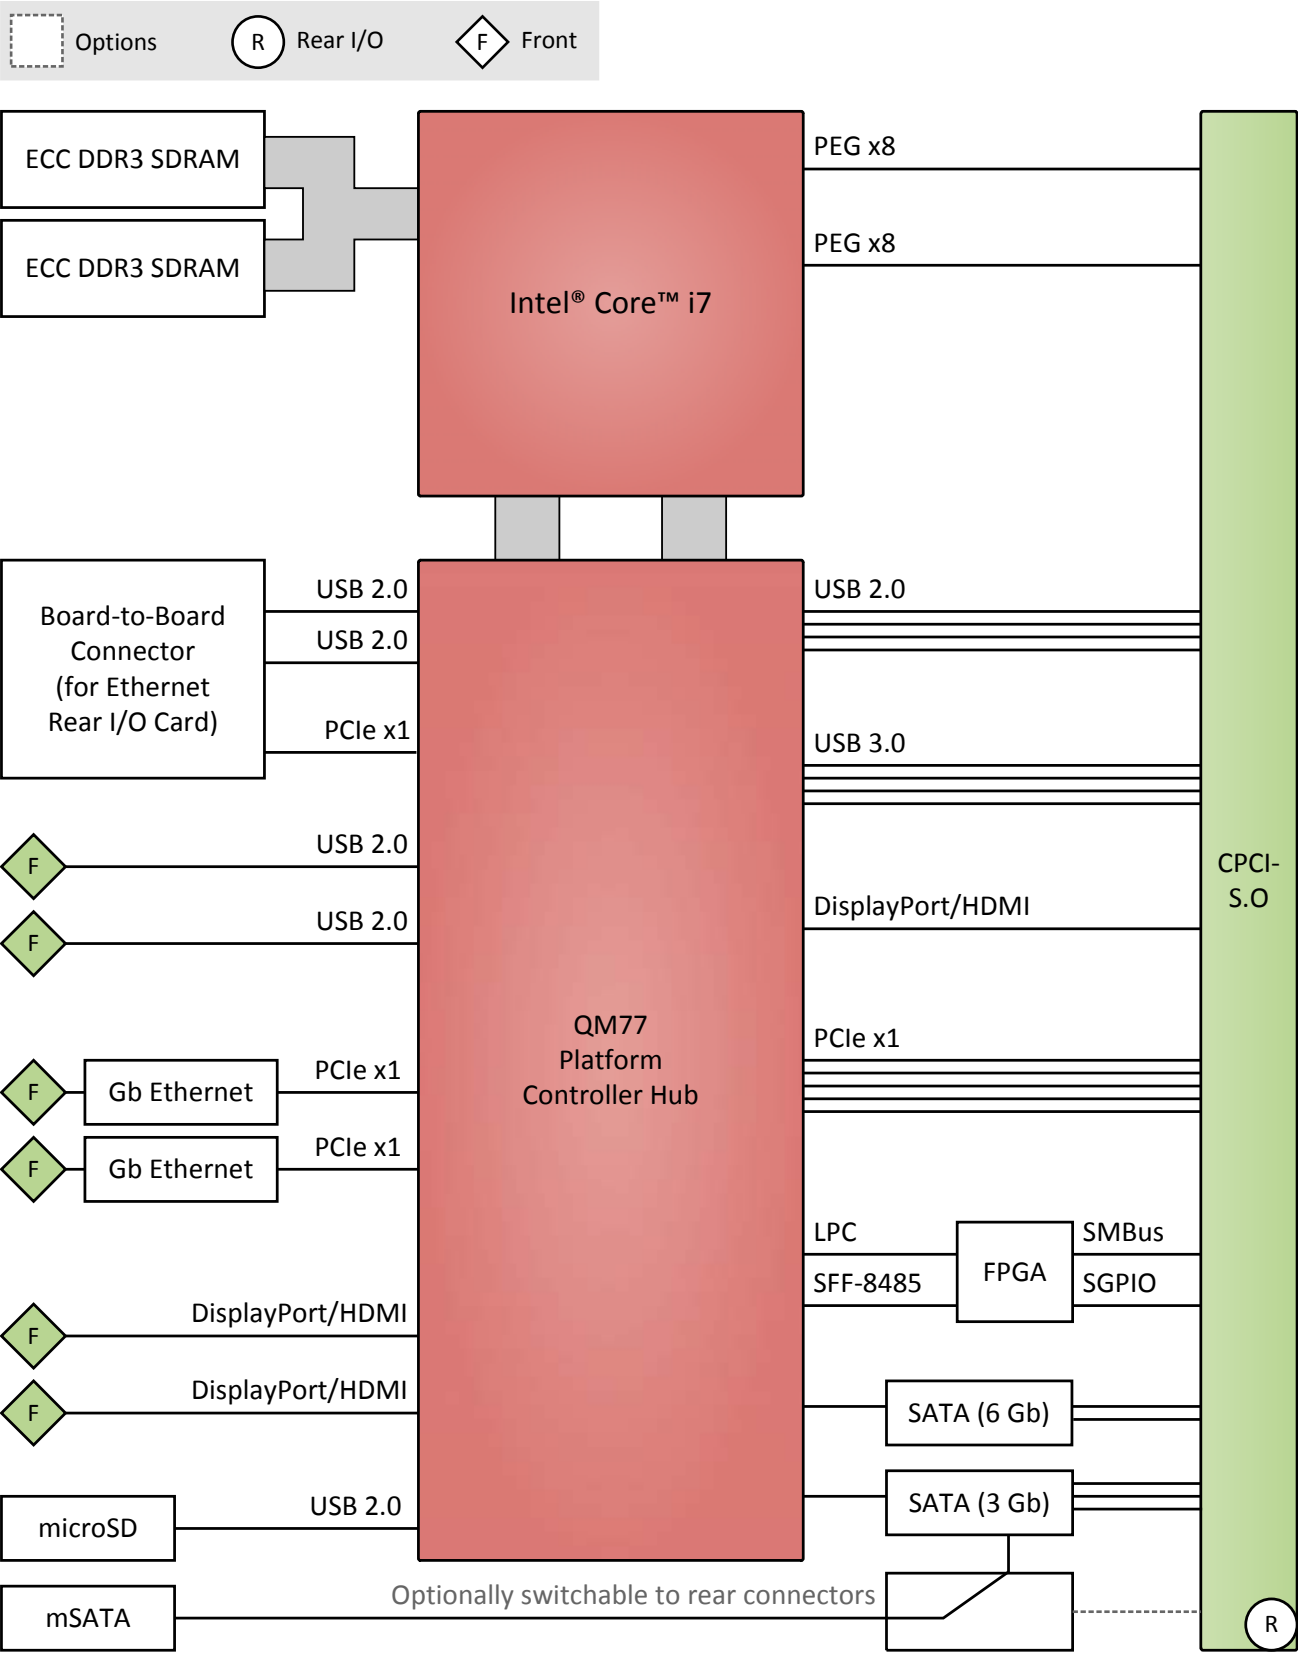 Options
R
Rear I/O
F
Front
ECC DDR3 SDRAM
ECC DDR3 SDRAM
Intel® Core™ i7
PEG x8
PEG x8
Board-to-Board
Connector
(for Ethernet
Rear I/O Card)
USB 2.0
USB 2.0
PCIe x1
F
USB 2.0
F
USB 2.0
F
Gb Ethernet
PCIe x1
F
Gb Ethernet
PCIe x1
F
DisplayPort/HDMI
F
DisplayPort/HDMI
microSD
USB 2.0
mSATA
Optionally switchable to rear connectors
QM77
Platform
Controller Hub
USB 2.0
USB 3.0
DisplayPort/HDMI
PCIe x1
LPC
SFF-8485
FPGA
SMBus
SGPIO
SATA (6 Gb)
SATA (3 Gb)
CPCI-
S.O
R